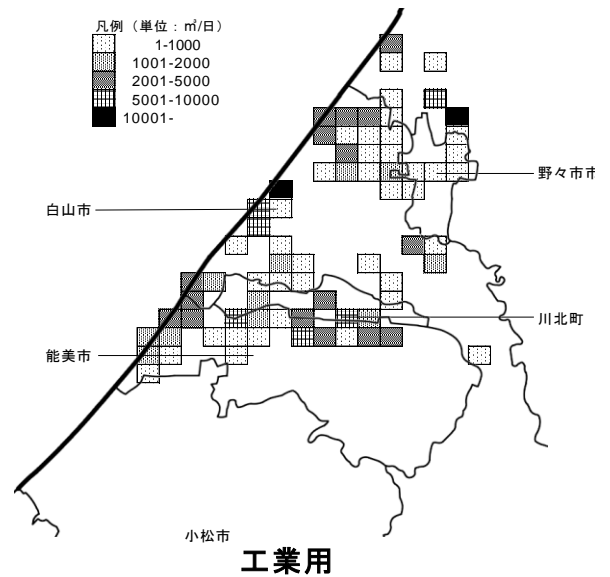 凡例（単位：㎥/日）
1-1000
1001-2000
2001-5000
5001-10000
10001-
野々市市
白山市
川北町
能美市
小松市
工業用